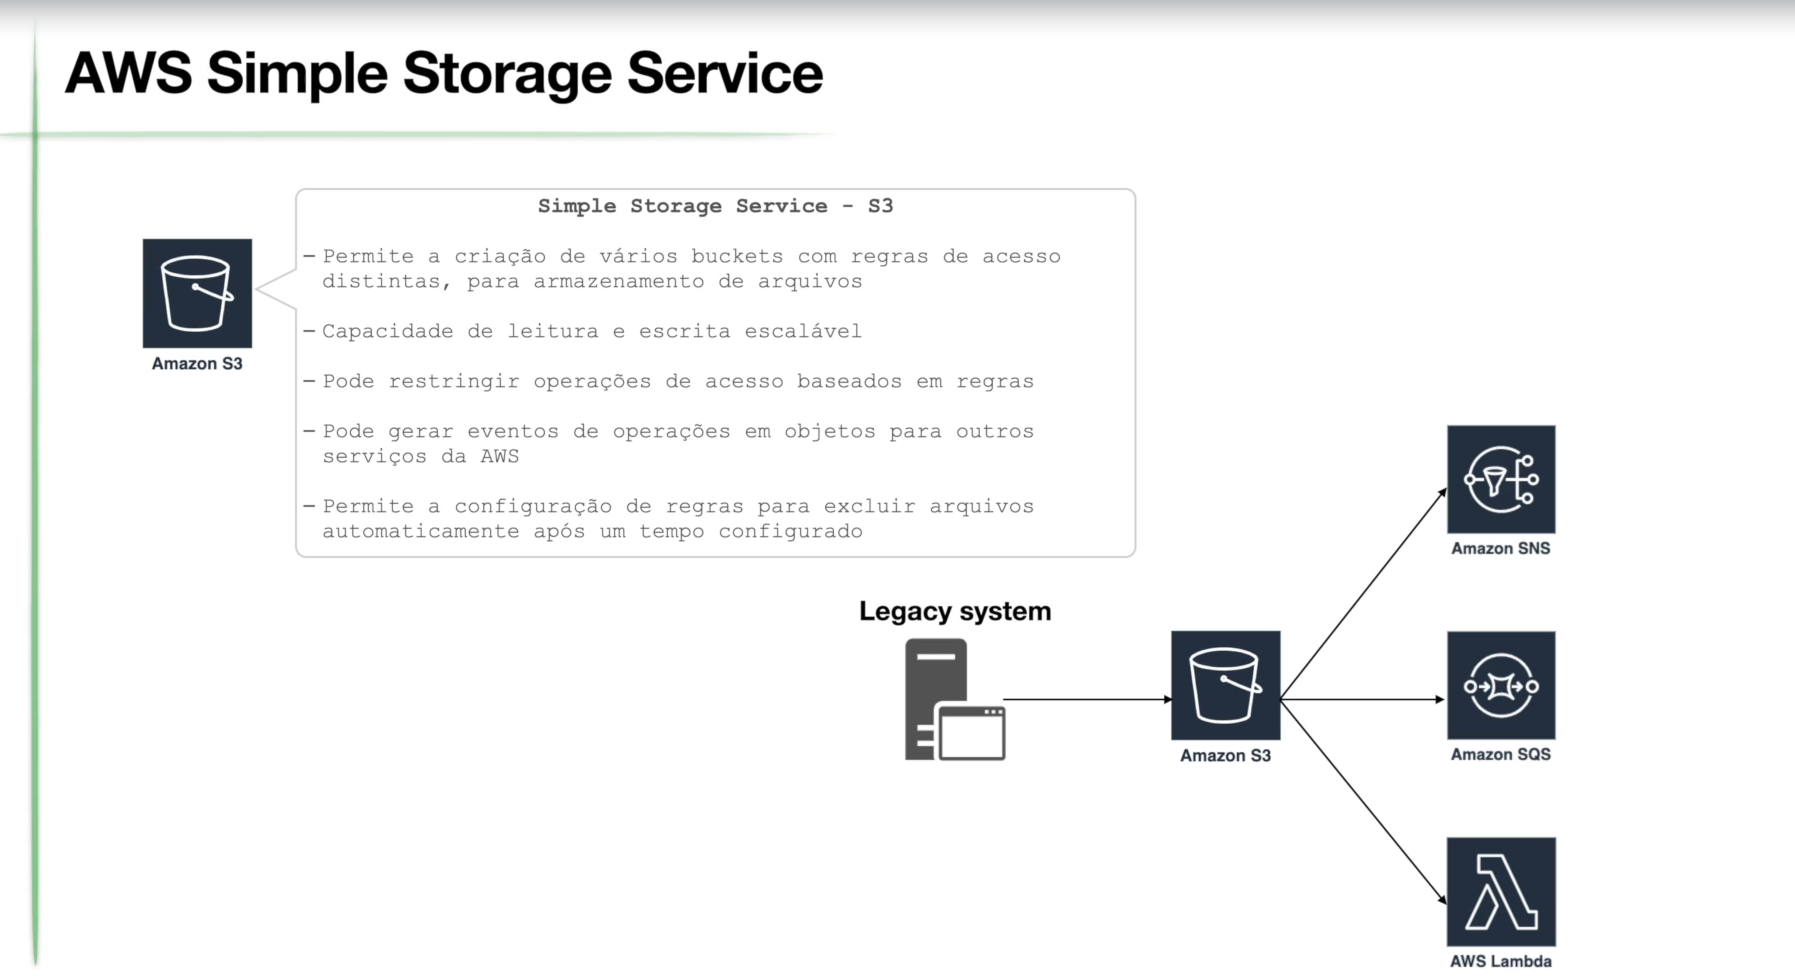 AWS Simple Storage Service
Simple Storage Service - S3
– Permite a criação de vários buckets com regras de acesso
distintas, para armazenamento de arquivos
– Capacidade de leitura e escrita escalável
– Pode restringir operações de acesso baseados em regras
– Pode gerar eventos de operações em objetos para outros
serviços da AWS
– Permite a configuração de regras para excluir arquivos
automaticamente após um tempo configurado
Amazon S3
Legacy system
Amazon S3
Amazon SNS
Amazon SQS
AWS Lambda